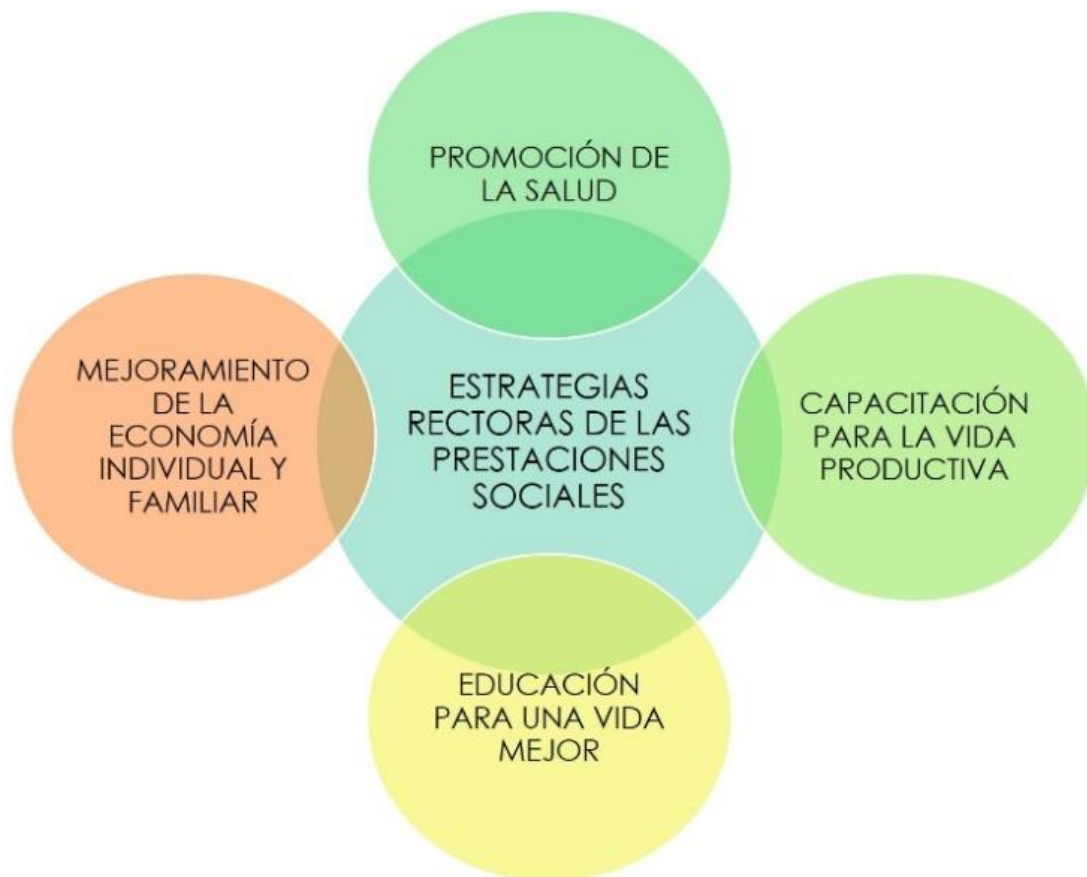 PROMOCIÓN DE
LA SALUD
MEJORAMIENTO
DE LA
ECONOMÍA
INDIVIDUAL Y
FAMILIAR
ESTRATEGIAS
RECTORAS DE LAS
PRESTACIONES
SOCIALES
CAPACITACIÓN
PARA LA VIDA
PRODUCTIVA
EDUCACIÓN
PARA UNA VIDA
MEJOR